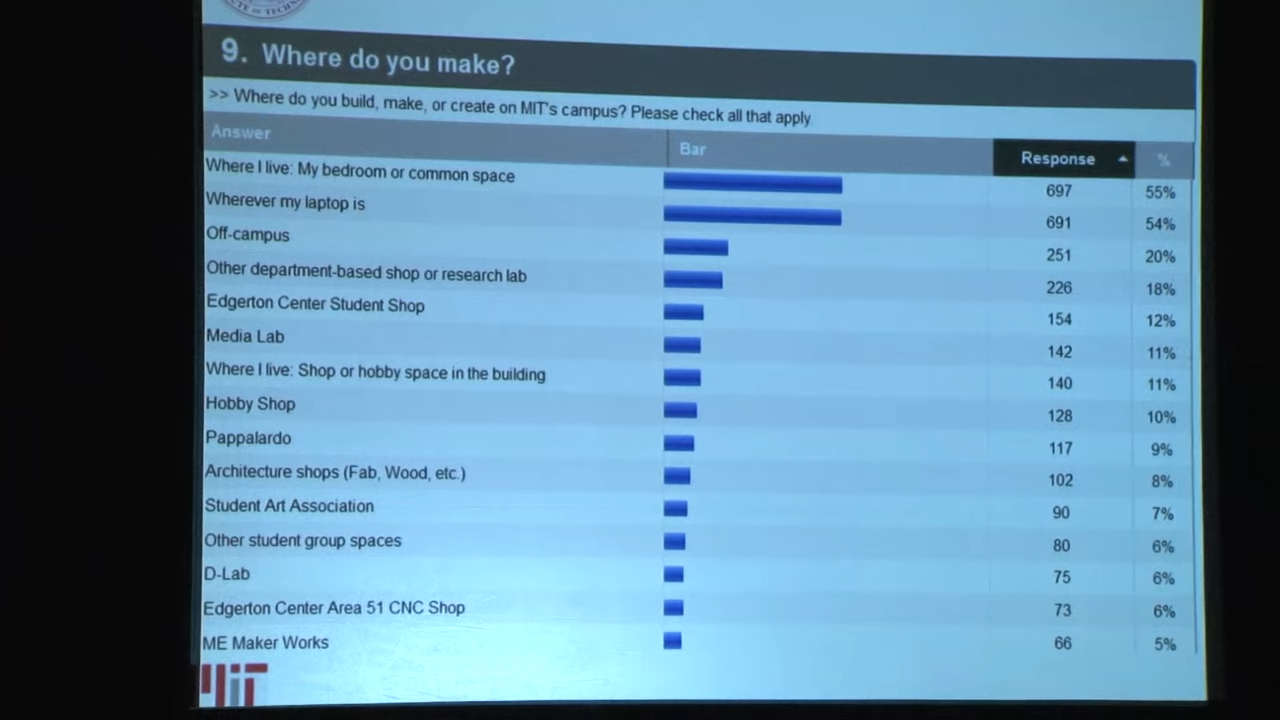 UTE OF TECHN
9. Where do you make?
>> Where do you build, make, or create on MIT's campus? Please check all that apply
Answer Bar Response %
Where I live: My bedroom or common space 697 55%
Wherever my laptop is 691 54%
Off-campus 251 20%
Other department-based shop or research lab 226 18%
Edgerton Center Student Shop 154 12%
Media Lab 142 11%
Where I live: Shop or hobby space in the building 140 11%
Hobby Shop 128 10%
Pappalardo 117 9%
Architecture shops (Fab, Wood, etc.) 102 8%
Student Art Association 90 7%
Other student group spaces 80 6%
D-Lab 75 6%
Edgerton Center Area 51 CNC Shop 73 6%
ME Maker Works 66 5%
MIT